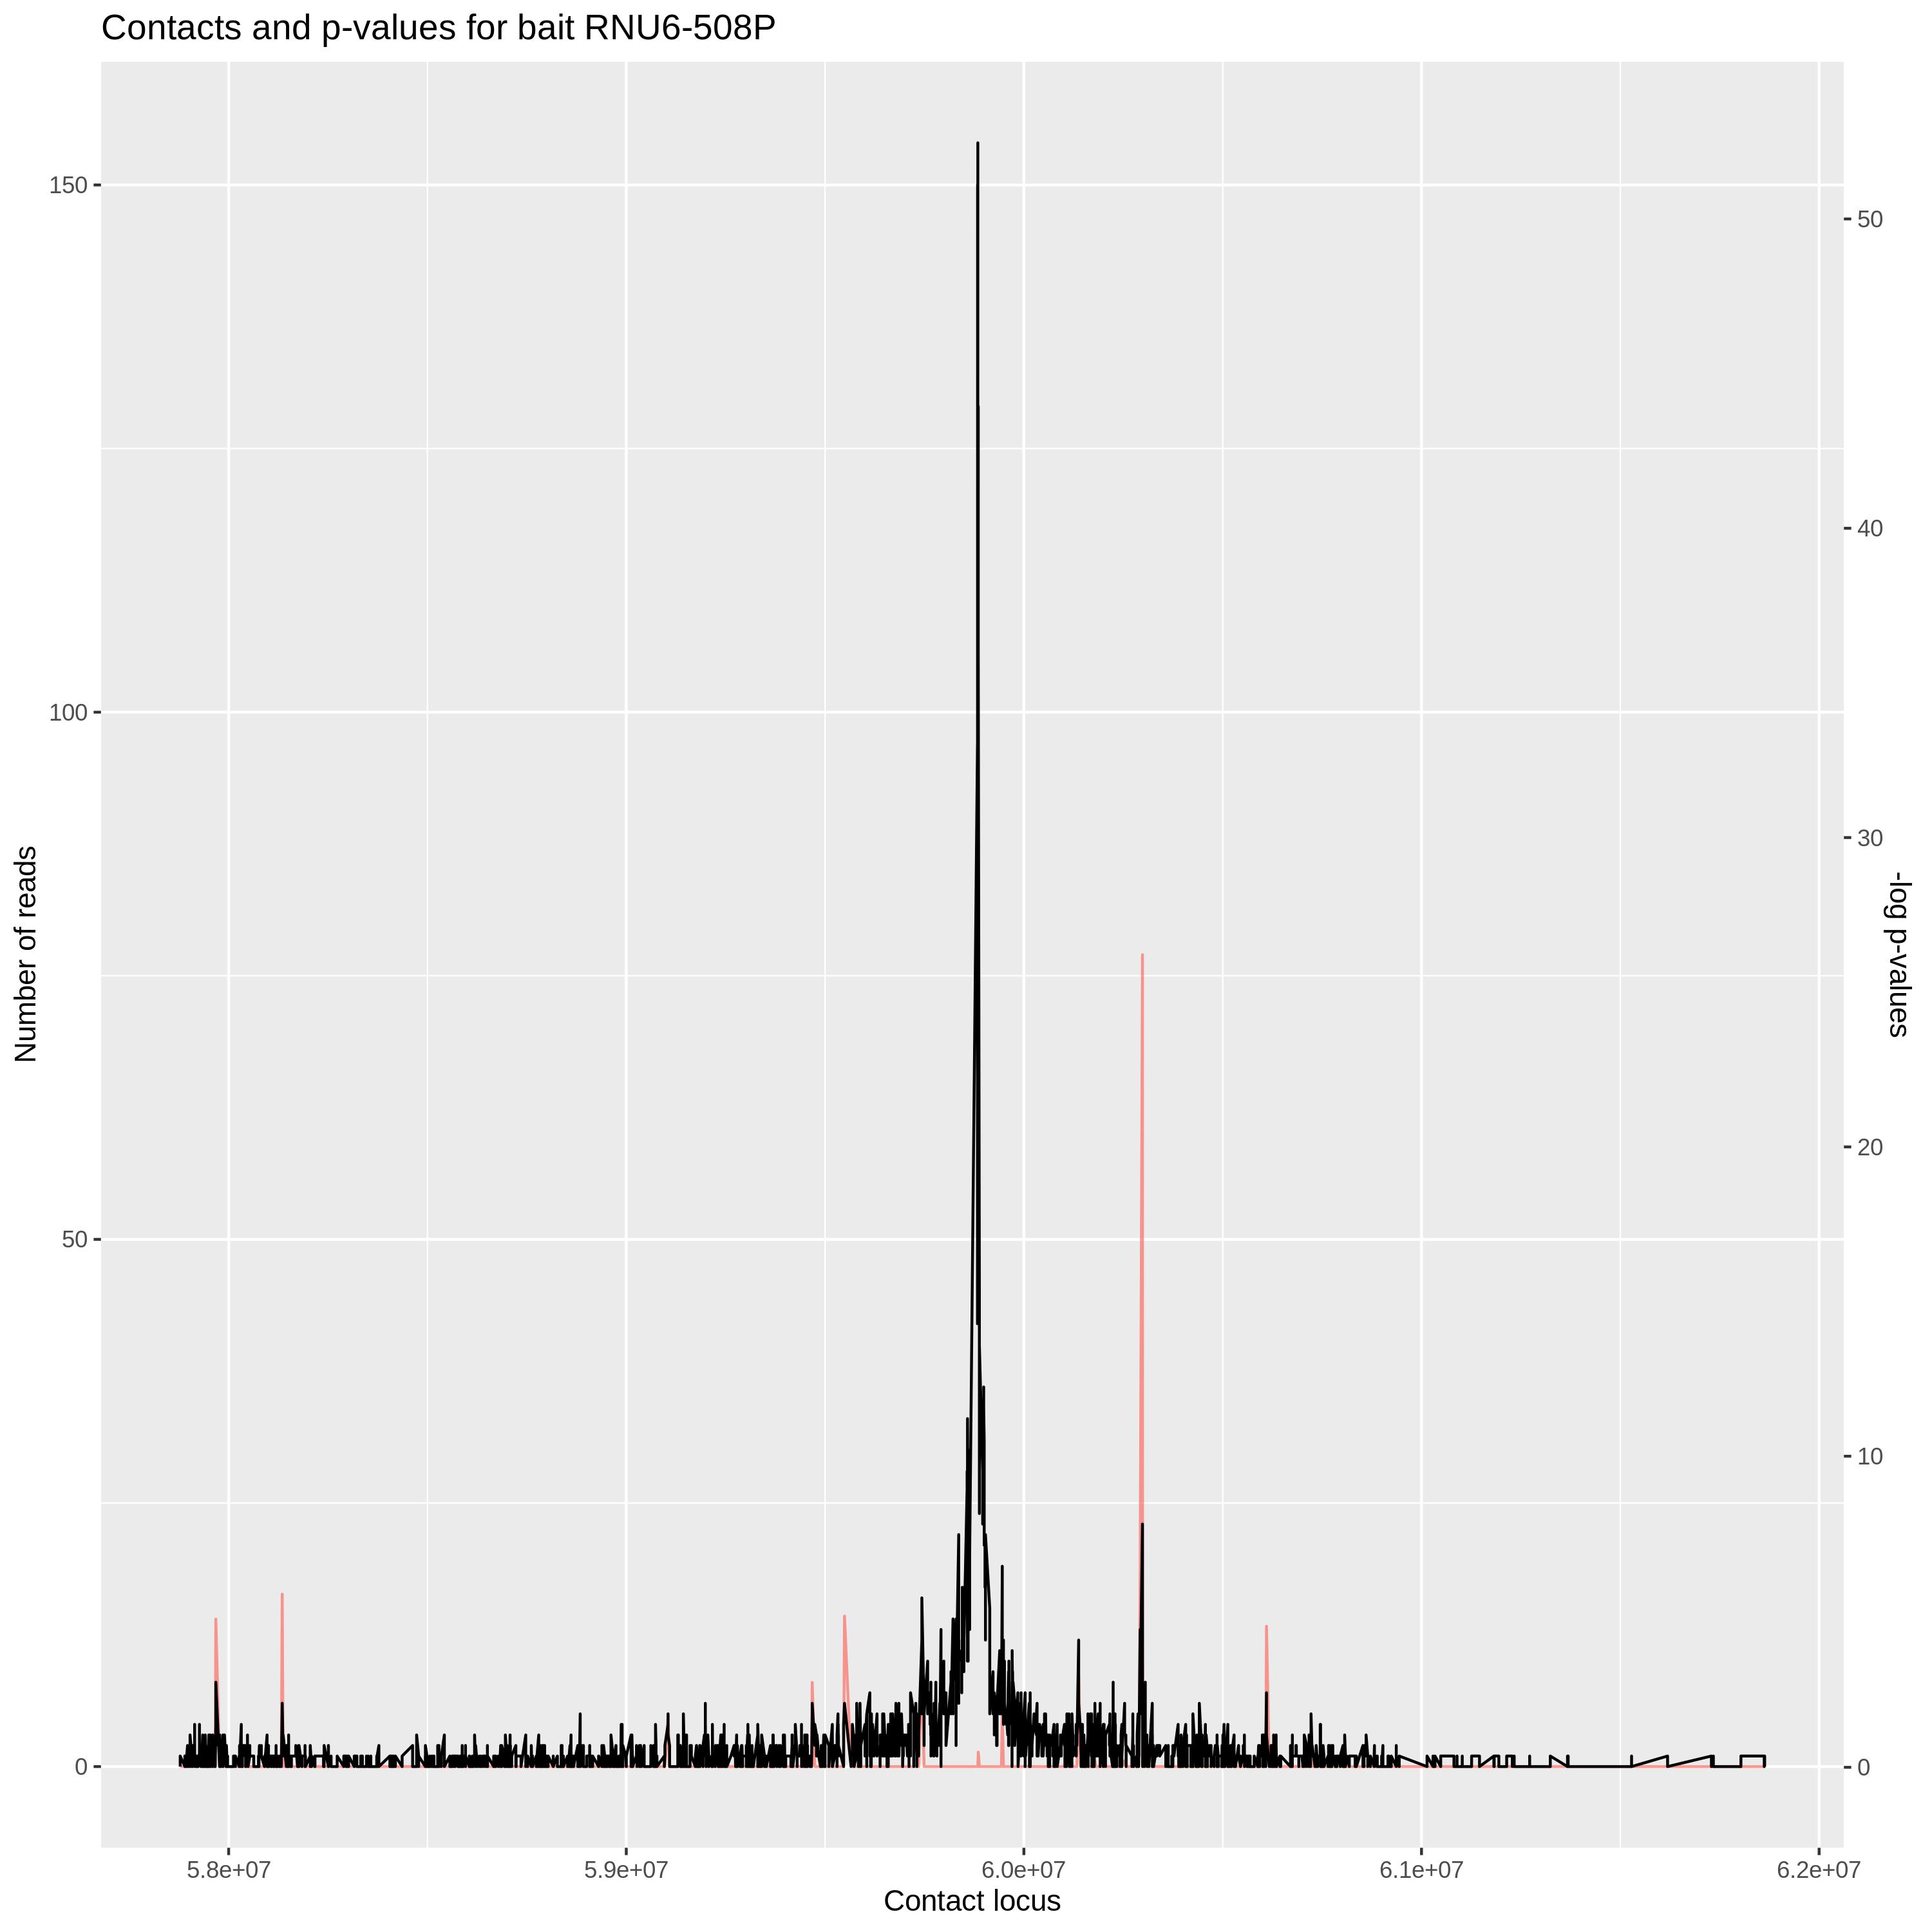 Contacts and p-values for bait RNU6-508P
150
100
50
0
Number of reads
50
40
30
20
10
0
-log p-values
5.8e+07
5.9e+07
6.0e+07
6.1e+07
6.2e+07
Contact locus